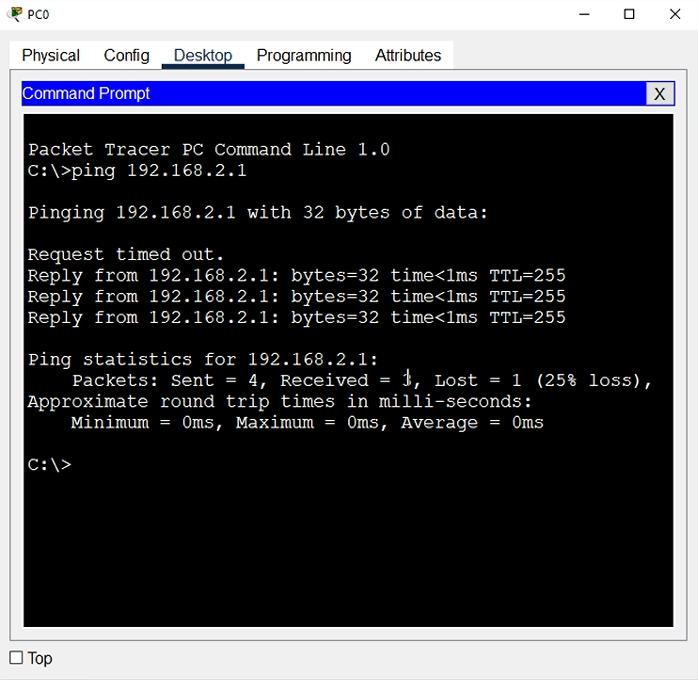 PC0
Physical Config Desktop Programming Attributes
Command Prompt X
Packet Tracer PC Command Line 1.0
C:\>ping 192.168.2.1
Pinging 192.168.2.1 with 32 bytes of data:
Request timed out.
Reply from 192.168.2.1: bytes=32 time<1ms TTL=255
Reply from 192.168.2.1: bytes=32 time<1ms TTL=255
Reply from 192.168.2.1: bytes=32 time<1ms TTL=255
Ping statistics for 192.168.2.1:
Packets: Sent = 4, Received = 3, Lost = 1 (25% loss),
Approximate round trip times in milli-seconds:
Minimum = 0ms, Maximum = 0ms, Average = 0ms
C:\>
Top